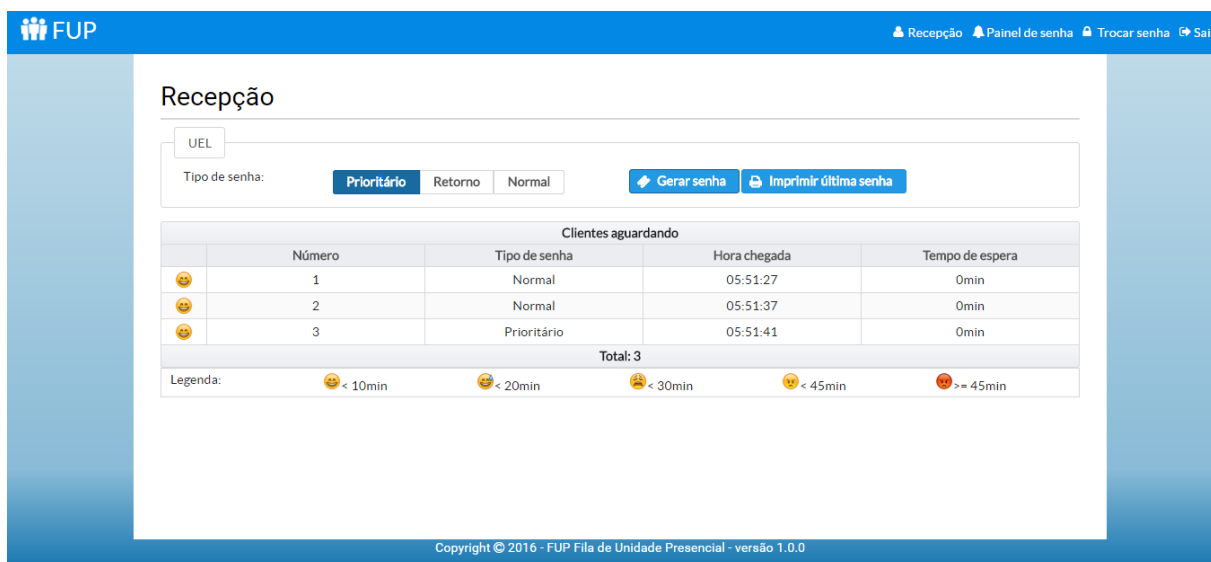 FUP Recepção Painel de senha Trocar senha Sai
Recepção
UEL
Tipo de senha: Prioritário Retorno Normal Gerar senha Imprimir última senha
Clientes aguardando
Número Tipo de senha Hora chegada Tempo de espera
1 Normal 05:51:27 0min
2 Normal 05:51:37 0min
3 Prioritário 05:51:41 0min
Total: 3
Legenda: < 10min < 20min < 30min < 45min >= 45min
Copyright © 2016 - FUP Fila de Unidade Presencial - versão 1.0.0